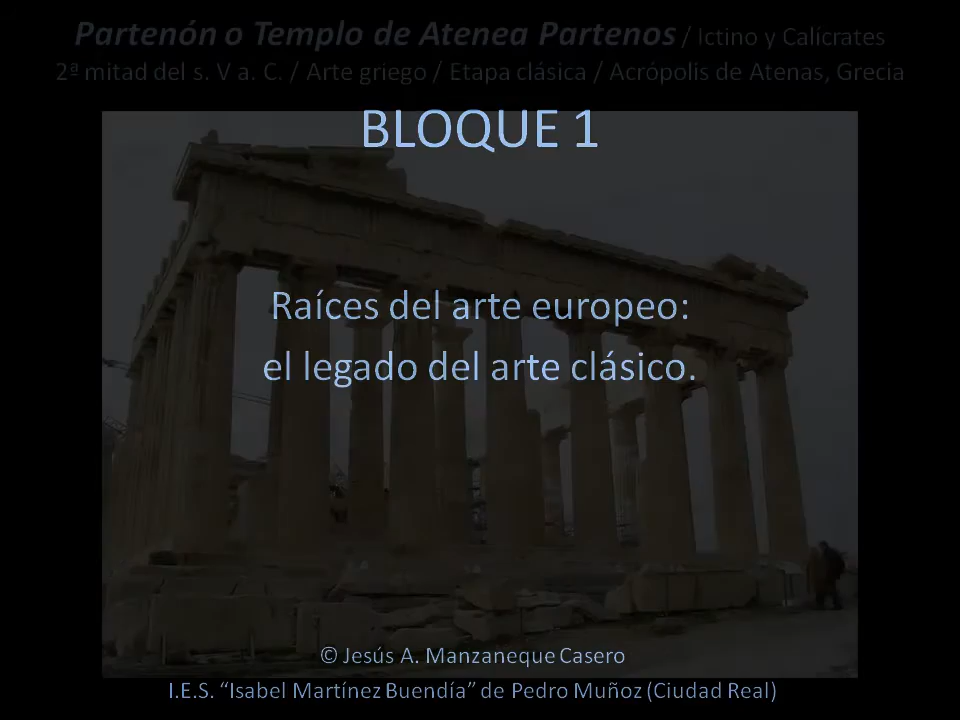 Partenón o Templo de Atenea Partenos / Ictino y Calícrates
2ª mitad del s. V a. C. / Arte griego / Etapa clásica / Acrópolis de Atenas, Grecia
BLOQUE 1
Raíces del arte europeo:
el legado del arte clásico.
© Jesús A. Manzaneque Casero
I.E.S. “Isabel Martínez Buendía” de Pedro Muñoz (Ciudad Real)